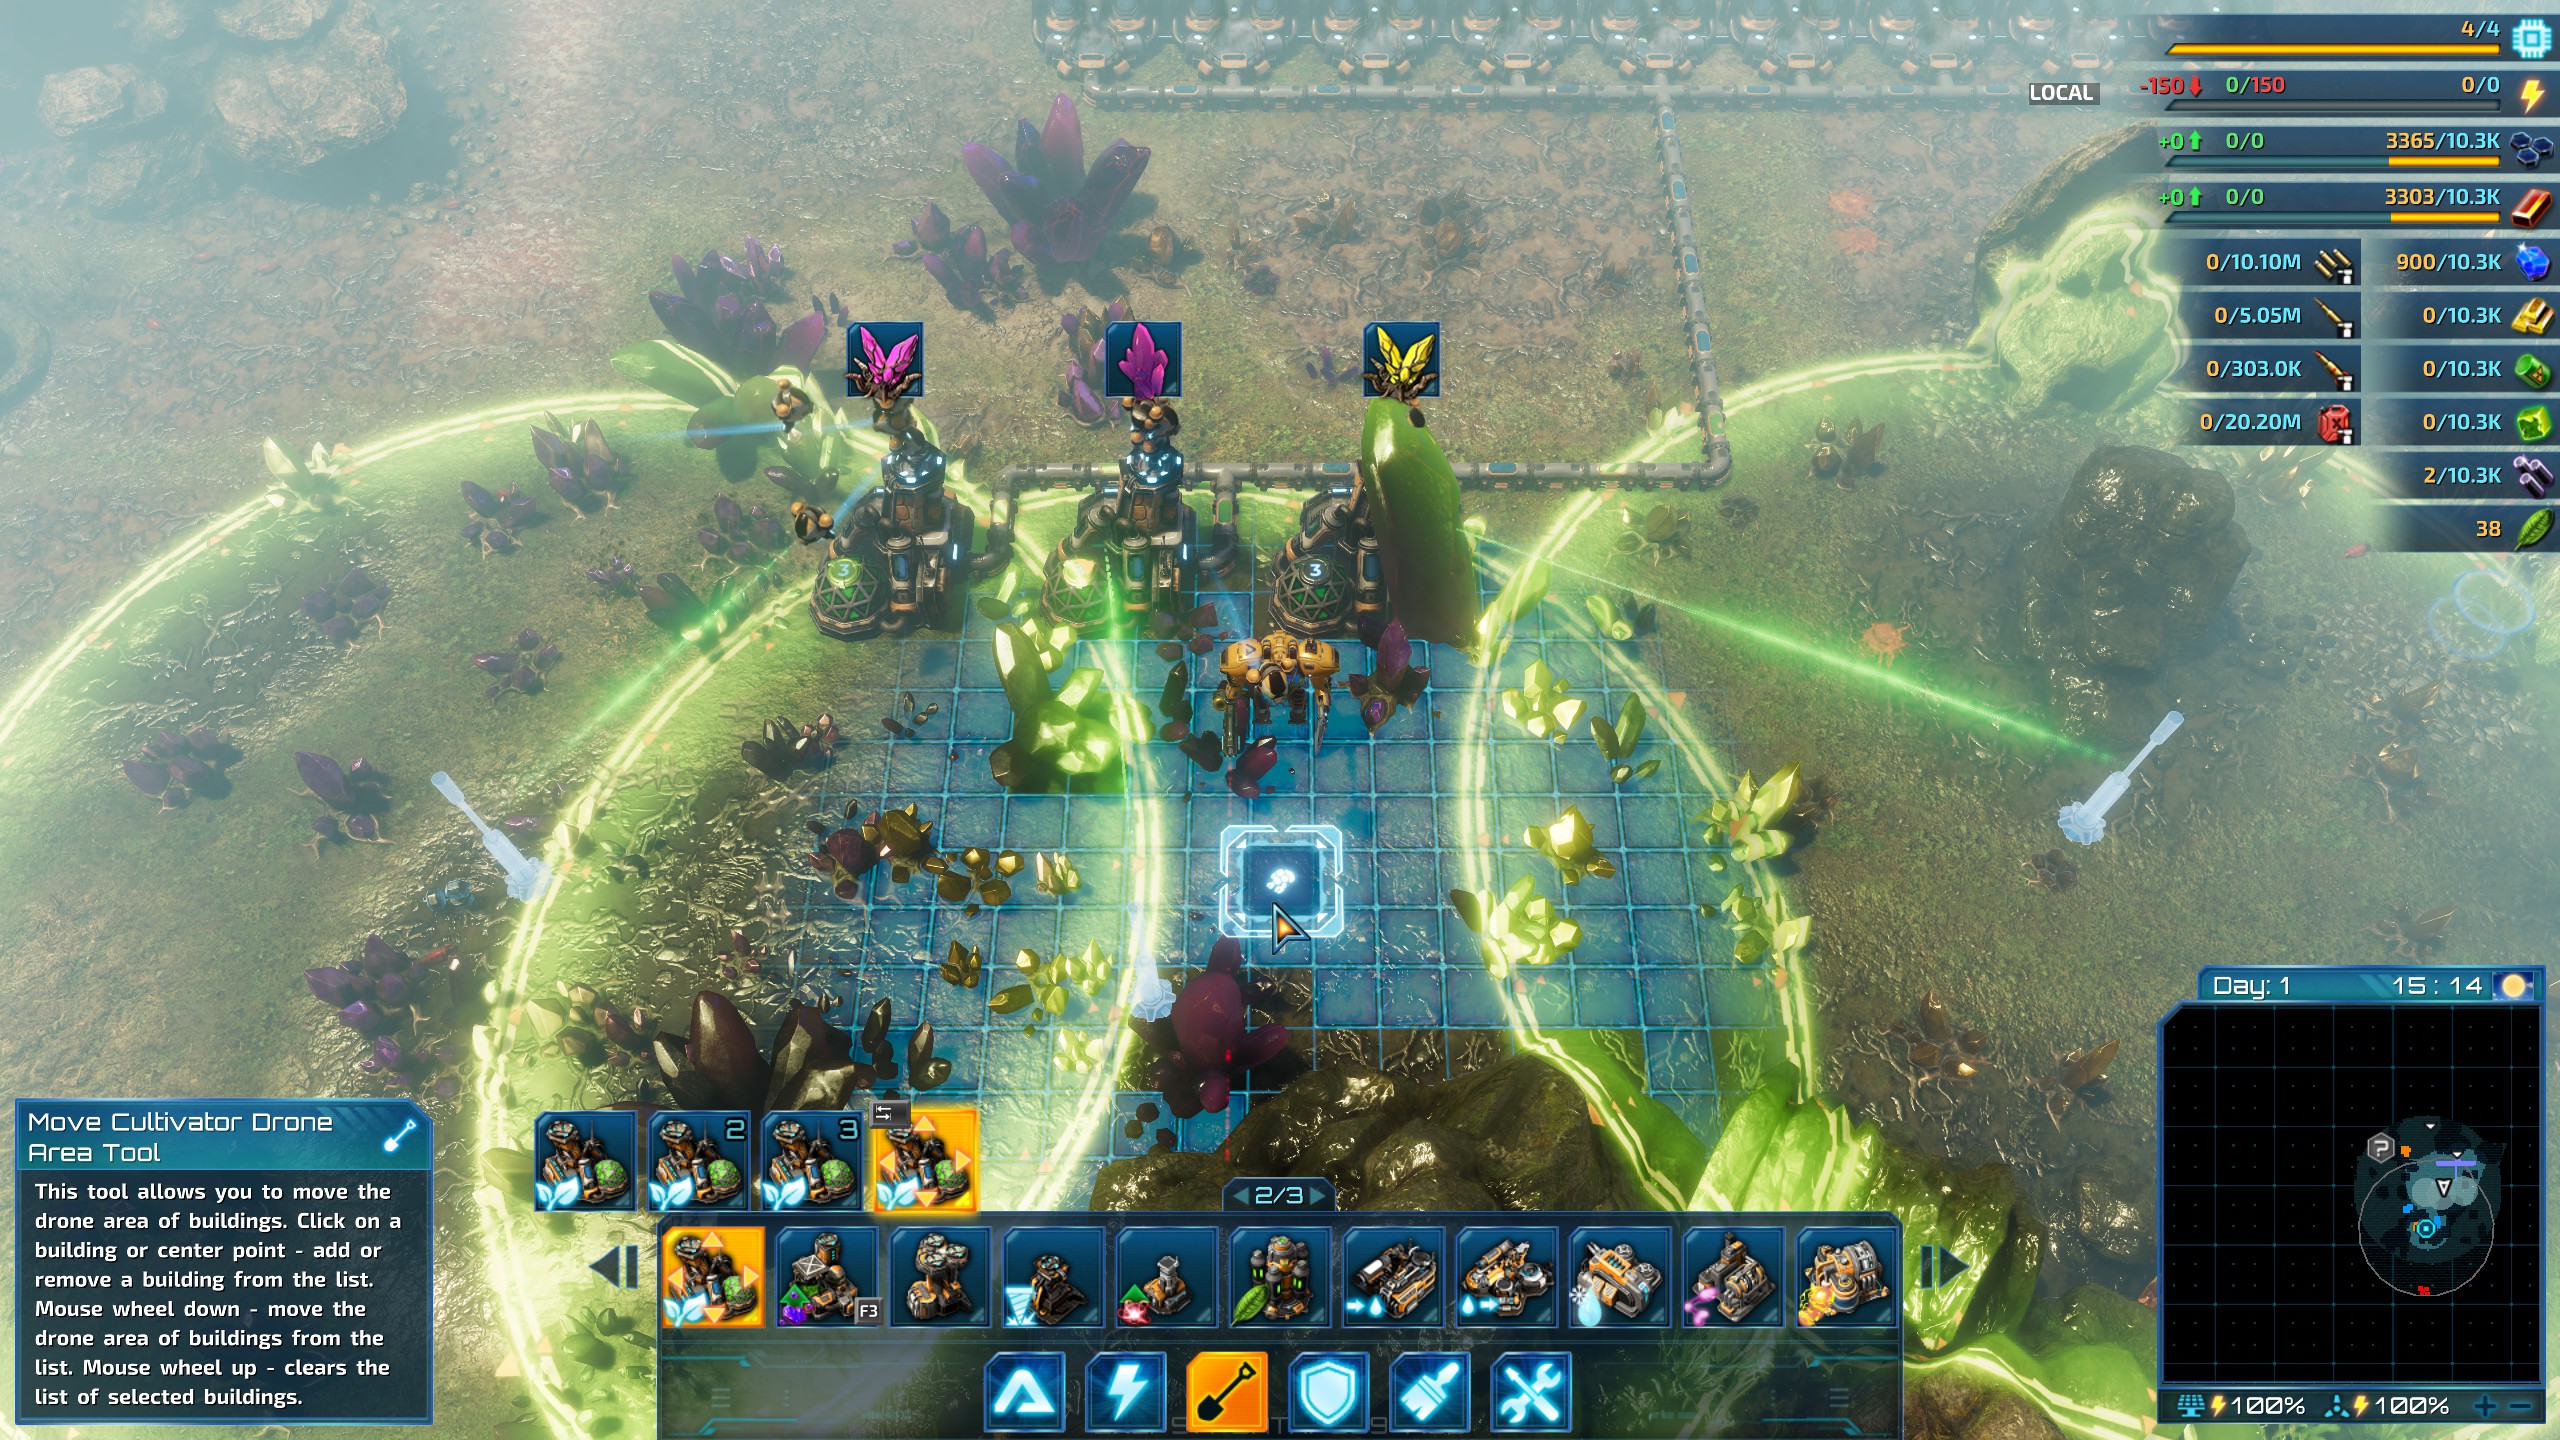 4/4
LOCAL
-150 0/150 0/0
+0 0/0 3365/10.3K
+0 0/0 3303/10.3K
0/10.10M 900/10.3K
0/5.05M 0/10.3K
0/303.0K 0/10.3K
0/20.20M 0/10.3K
2/10.3K
38
3
3
Day: 1 15 : 14
Move Cultivator Drone
Area Tool
This tool allows you to move the
drone area of buildings. Click on a
building or center point - add or
remove a building from the list.
Mouse wheel down - move the
drone area of buildings from the
list. Mouse wheel up - clears the
list of selected buildings.
2
3
2/3
F3
?
100% 100%